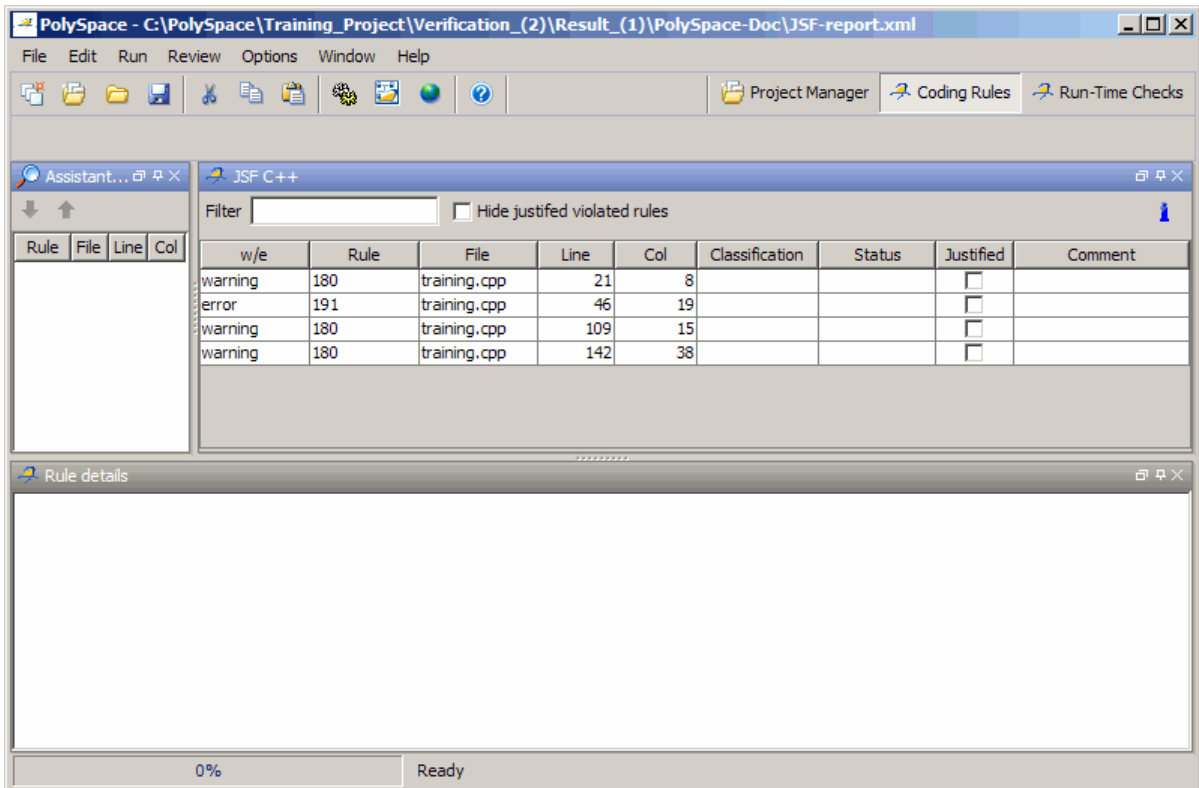 PolySpace - C:\PolySpace\Training_Project\Verification_(2)\Result_(1)\PolySpace-Doc\JSF-report.xml
File Edit Run Review Options Window Help
Project Manager Coding Rules Run-Time Checks
Assistant... JSF C++
Filter Hide justifed violated rules
Rule File Line Col
w/e Rule File Line Col Classification Status Justified Comment
warning 180 training.cpp 21 8
error 191 training.cpp 46 19
warning 180 training.cpp 109 15
warning 180 training.cpp 142 38
Rule details
0% Ready